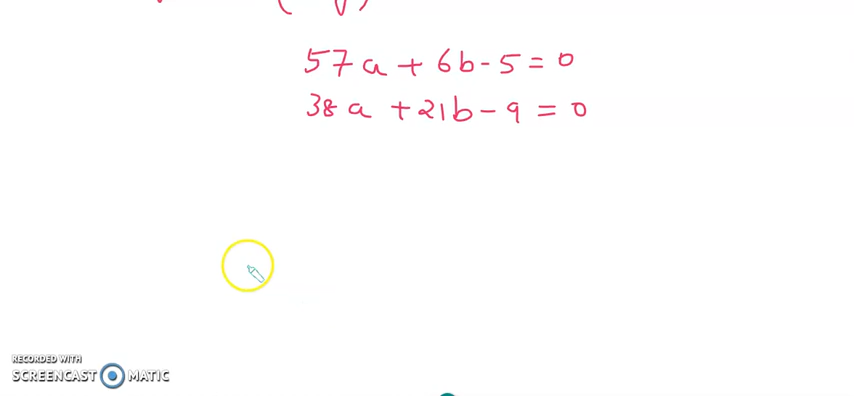 57a + 6b - 5 = 0
38a + 21b - 9 = 0
RECORDED WITH
SCREENCAST MATIC